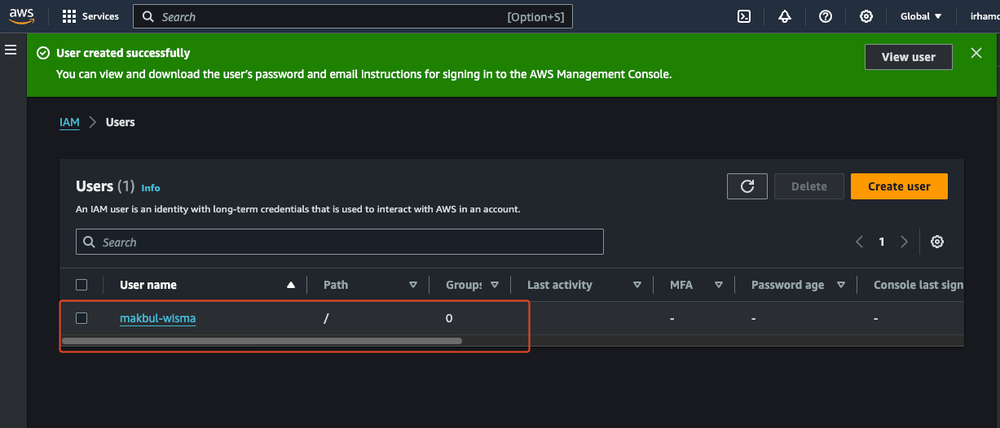 aws Services Search [Option+S] Global irhamc
User created successfully
View user
You can view and download the user's password and email instructions for signing in to the AWS Management Console.
IAM Users
Users (1) Info
Delete Create user
An IAM user is an identity with long-term credentials that is used to interact with AWS in an account.
Search 1
User name Path Groups Last activity MFA Password age Console last sign
makbul-wisma / 0 - - -